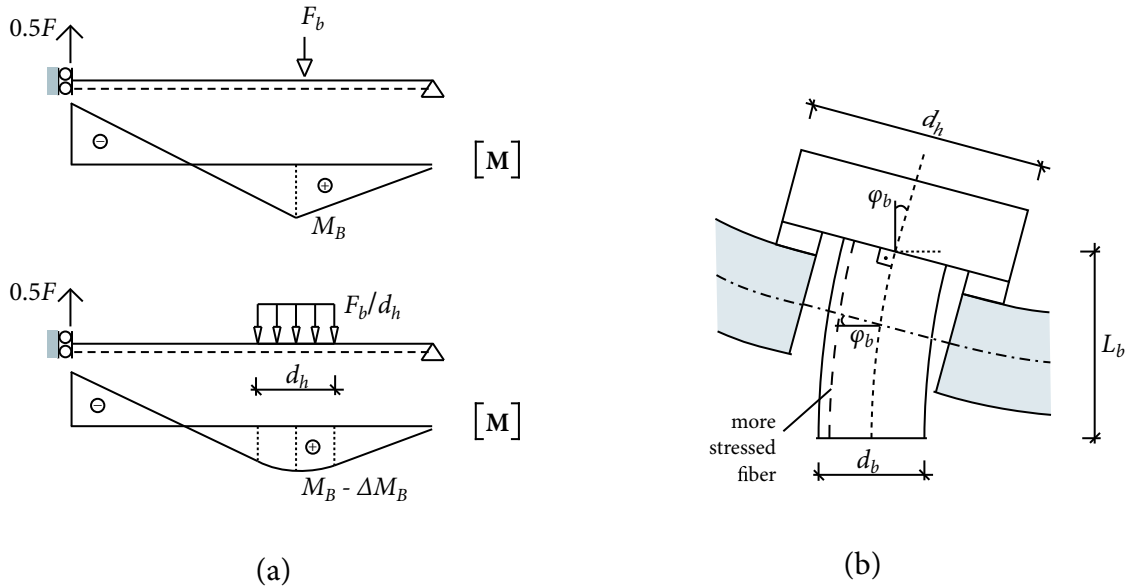 0.5F
F_b
⊖
⊕
[M]
M_B
0.5F
F_b/d_h
d_h
⊖
⊕
[M]
M_B - ΔM_B
(a)
d_h
φ_b
φ_b
L_b
more
stressed
fiber
d_b
(b)